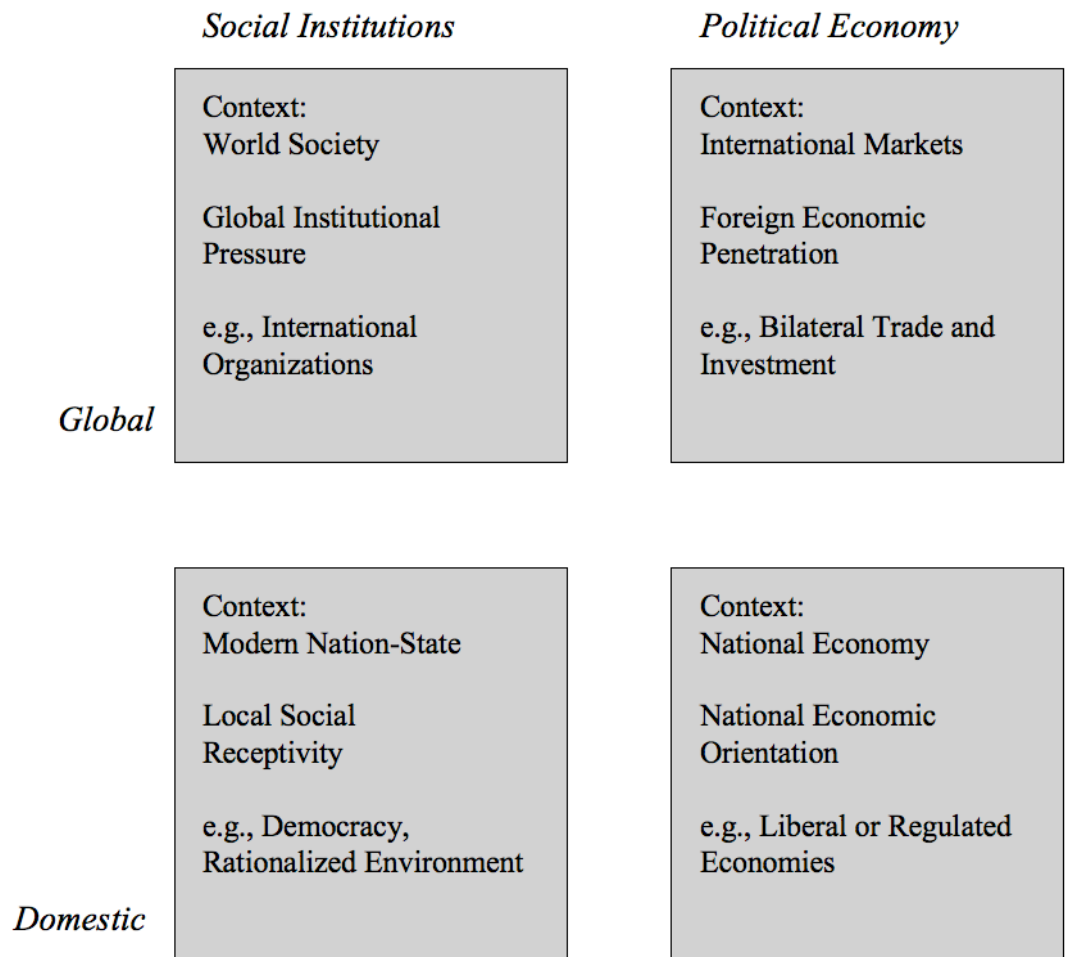 Social Institutions
Political Economy
Context:
World Society
Global Institutional
Pressure
e.g., International
Organizations
Context:
International Markets
Foreign Economic
Penetration
e.g., Bilateral Trade and
Investment
Global
Context:
Modern Nation-State
Local Social
Receptivity
e.g., Democracy,
Rationalized Environment
Context:
National Economy
National Economic
Orientation
e.g., Liberal or Regulated
Economies
Domestic